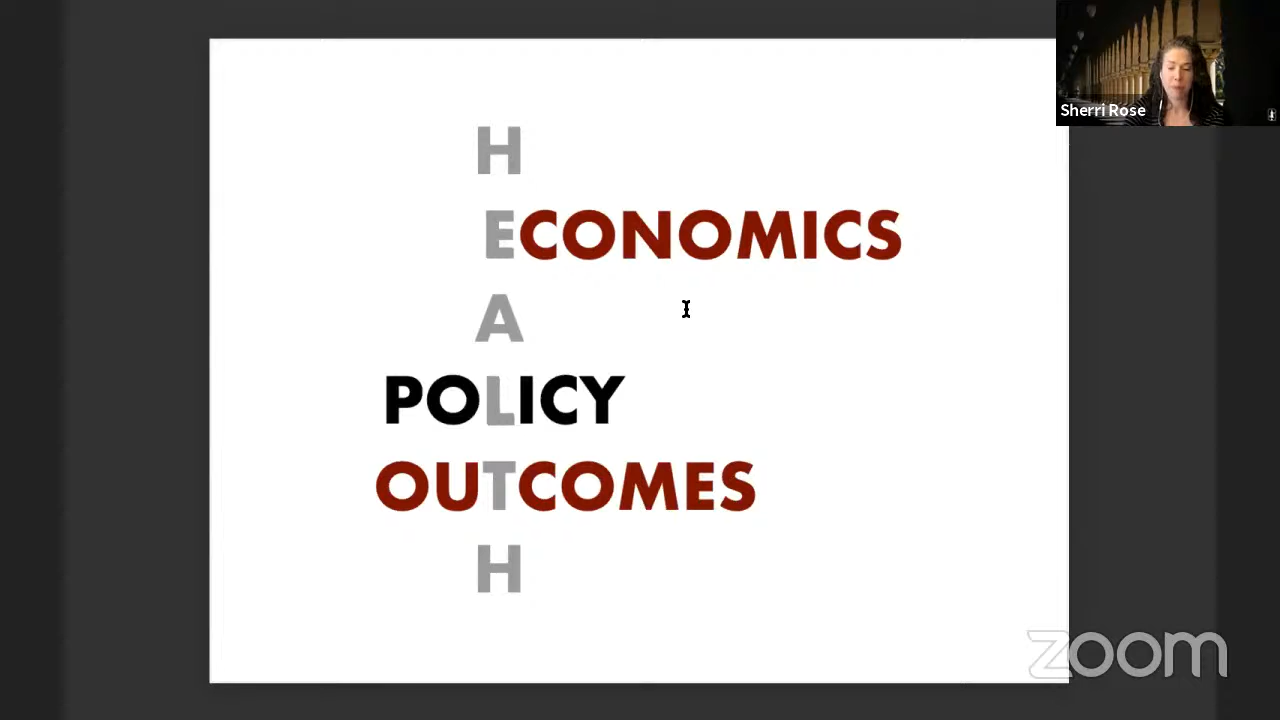 Sherri Rose
H
ECONOMICS
A
POLICY
OUTCOMES
H
zoom